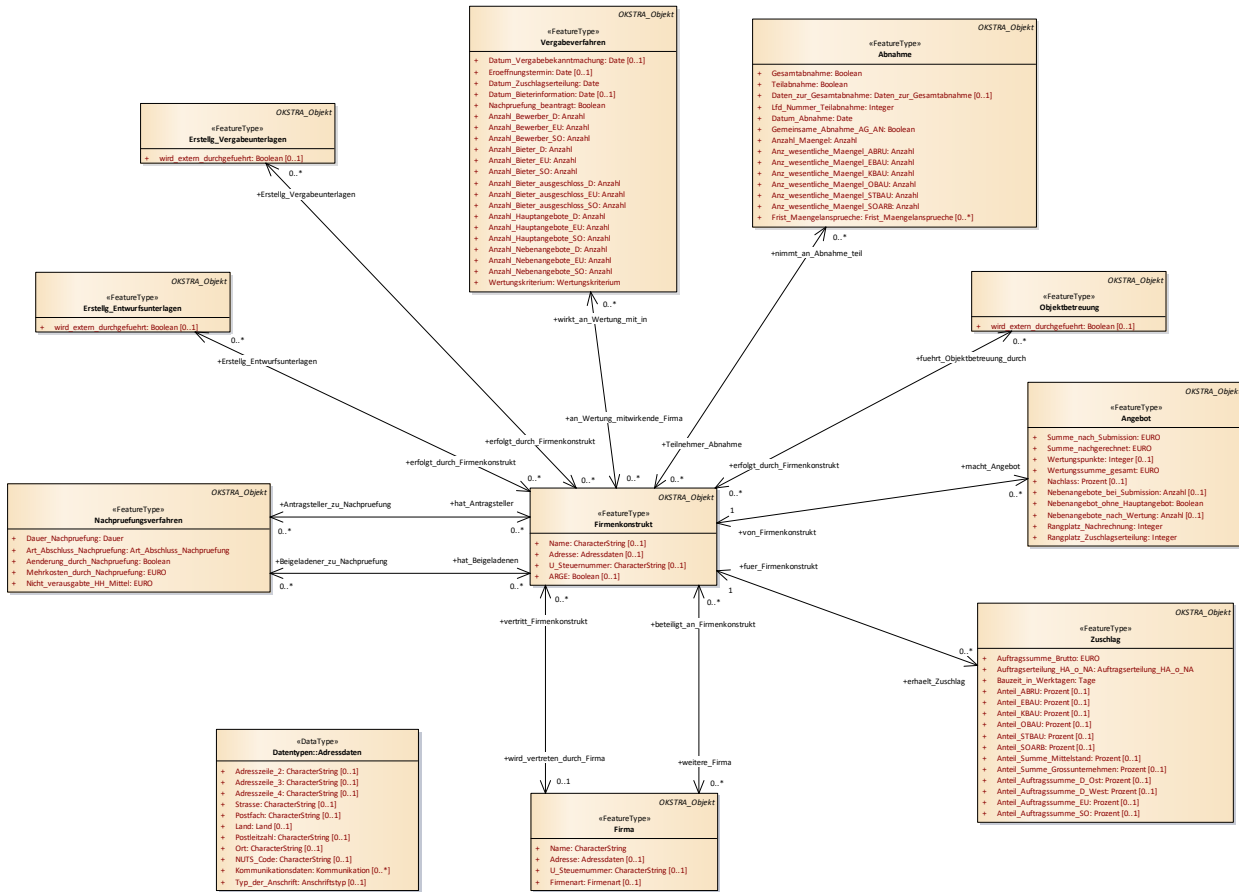 OKSTRA_Objekt
«FeatureType»
Vergabeverfahren
+ Datum_Vergabebekanntmachung: Date [0..1]
+ Eroeffnungstermin: Date [0..1]
+ Datum_Zuschlagserteilung: Date
+ Datum_Bieterinformation: Date [0..1]
+ Nachpruefung_beantragt: Boolean
+ Anzahl_Bewerber_D: Anzahl
+ Anzahl_Bewerber_EU: Anzahl
+ Anzahl_Bewerber_SO: Anzahl
+ Anzahl_Bieter_D: Anzahl
+ Anzahl_Bieter_EU: Anzahl
+ Anzahl_Bieter_SO: Anzahl
+ Anzahl_Bieter_ausgeschloss_D: Anzahl
+ Anzahl_Bieter_ausgeschloss_EU: Anzahl
+ Anzahl_Bieter_ausgeschloss_SO: Anzahl
+ Anzahl_Hauptangebote_D: Anzahl
+ Anzahl_Hauptangebote_EU: Anzahl
+ Anzahl_Hauptangebote_SO: Anzahl
+ Anzahl_Nebenangebote_D: Anzahl
+ Anzahl_Nebenangebote_EU: Anzahl
+ Anzahl_Nebenangebote_SO: Anzahl
+ Wertungskriterium: Wertungskriterium
OKSTRA_Objekt
«FeatureType»
Abnahme
+ Gesamtabnahme: Boolean
+ Teilabnahme: Boolean
+ Daten_zur_Gesamtabnahme: Daten_zur_Gesamtabnahme [0..1]
+ Lfd_Nummer_Teilabnahme: Integer
+ Datum_Abnahme: Date
+ Gemeinsame_Abnahme_AG_AN: Boolean
+ Anzahl_Maengel: Anzahl
+ Anz_wesentliche_Maengel_ABRU: Anzahl
+ Anz_wesentliche_Maengel_EBAU: Anzahl
+ Anz_wesentliche_Maengel_KBAU: Anzahl
+ Anz_wesentliche_Maengel_OBAU: Anzahl
+ Anz_wesentliche_Maengel_STBAU: Anzahl
+ Anz_wesentliche_Maengel_SOARB: Anzahl
+ Frist_Maengelansprueche: Frist_Maengelansprueche [0..*]
OKSTRA_Objekt
«FeatureType»
Erstellg_Vergabeunterlagen
+ wird_extern_durchgefuehrt: Boolean [0..1]
0..*
+Erstellg_Vergabeunterlagen
0..*
+nimmt_an_Abnahme_teil
OKSTRA_Objekt
«FeatureType»
Erstellg_Entwurfsunterlagen
+ wird_extern_durchgefuehrt: Boolean [0..1]
OKSTRA_Objekt
«FeatureType»
Objektbetreuung
+ wird_extern_durchgefuehrt: Boolean [0..1]
0..*
+wirkt_an_Wertung_mit_in
0..*
+Erstellg_Entwurfsunterlagen
0..*
+fuehrt_Objektbetreuung_durch
OKSTRA_Objekt
«FeatureType»
Angebot
+ Summe_nach_Submission: EURO
+ Summe_nachgerechnet: EURO
+ Wertungspunkte: Integer [0..1]
+ Wertungssumme_gesamt: EURO
+ Nachlass: Prozent [0..1]
+ Nebenangebote_bei_Submission: Anzahl [0..1]
+ Nebenangebot_ohne_Hauptangebot: Boolean
+ Nebenangebote_nach_Wertung: Anzahl [0..1]
+ Rangplatz_Nachrechnung: Integer
+ Rangplatz_Zuschlagserteilung: Integer
+an_Wertung_mitwirkende_Firma
+erfolgt_durch_Firmenkonstrukt
+Teilnehmer_Abnahme
+erfolgt_durch_Firmenkonstrukt
+erfolgt_durch_Firmenkonstrukt
+macht_Angebot
0..*
0..*
0..*
0..*
0..*
0..*
0..*
OKSTRA_Objekt
«FeatureType»
Nachpruefungsverfahren
+ Dauer_Nachpruefung: Dauer
+ Art_Abschluss_Nachpruefung: Art_Abschluss_Nachpruefung
+ Aenderung_durch_Nachpruefung: Boolean
+ Mehrkosten_durch_Nachpruefung: EURO
+ Nicht_verausgabte_HH_Mittel: EURO
+Antragsteller_zu_Nachpruefung
+hat_Antragsteller
0..*
0..*
+Beigeladener_zu_Nachpruefung
+hat_Beigeladenen
0..*
0..*
OKSTRA_Objekt
«FeatureType»
Firmenkonstrukt
+ Name: CharacterString [0..1]
+ Adresse: Adressdaten [0..1]
+ U_Steuernummer: CharacterString [0..1]
+ ARGE: Boolean [0..1]
1
+von_Firmenkonstrukt
+fuer_Firmenkonstrukt
1
0..*
+vertritt_Firmenkonstrukt
0..*
+beteiligt_an_Firmenkonstrukt
OKSTRA_Objekt
«FeatureType»
Zuschlag
+ Auftragssumme_Brutto: EURO
+ Auftragserteilung_HA_o_NA: Auftragserteilung_HA_o_NA
+ Bauzeit_in_Werktagen: Tage
+ Anteil_ABRU: Prozent [0..1]
+ Anteil_EBAU: Prozent [0..1]
+ Anteil_KBAU: Prozent [0..1]
+ Anteil_OBAU: Prozent [0..1]
+ Anteil_STBAU: Prozent [0..1]
+ Anteil_SOARB: Prozent [0..1]
+ Anteil_Summe_Mittelstand: Prozent [0..1]
+ Anteil_Summe_Grossunternehmen: Prozent [0..1]
+ Anteil_Auftragssumme_D_Ost: Prozent [0..1]
+ Anteil_Auftragssumme_D_West: Prozent [0..1]
+ Anteil_Auftragssumme_EU: Prozent [0..1]
+ Anteil_Auftragssumme_SO: Prozent [0..1]
0..*
+erhaelt_Zuschlag
«DataType»
Datentypen::Adressdaten
+ Adresszeile_2: CharacterString [0..1]
+ Adresszeile_3: CharacterString [0..1]
+ Adresszeile_4: CharacterString [0..1]
+ Strasse: CharacterString [0..1]
+ Postfach: CharacterString [0..1]
+ Land: Land [0..1]
+ Postleitzahl: CharacterString [0..1]
+ Ort: CharacterString [0..1]
+ NUTS_Code: CharacterString [0..1]
+ Kommunikationsdaten: Kommunikation [0..*]
+ Typ_der_Anschrift: Anschriftstyp [0..1]
+wird_vertreten_durch_Firma
0..1
+weitere_Firma
0..*
OKSTRA_Objekt
«FeatureType»
Firma
+ Name: CharacterString
+ Adresse: Adressdaten [0..1]
+ U_Steuernummer: CharacterString [0..1]
+ Firmenart: Firmenart [0..1]